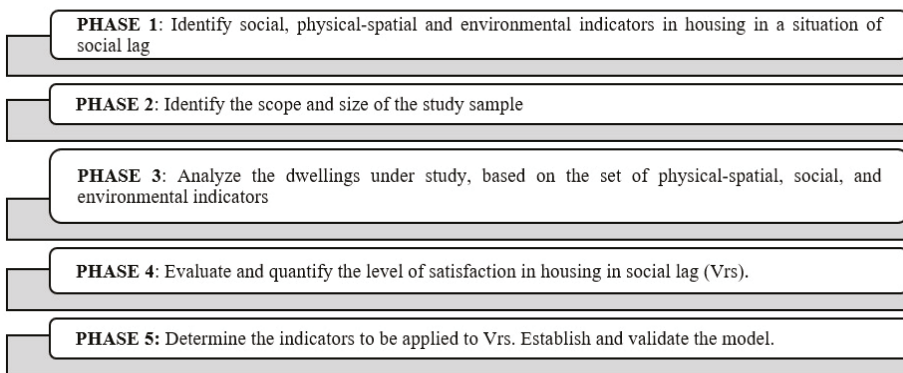 PHASE 1: Identify social, physical-spatial and environmental indicators in housing in a situation of
social lag
PHASE 2: Identify the scope and size of the study sample
PHASE 3: Analyze the dwellings under study, based on the set of physical-spatial, social, and
environmental indicators
PHASE 4: Evaluate and quantify the level of satisfaction in housing in social lag (Vrs).
PHASE 5: Determine the indicators to be applied to Vrs. Establish and validate the model.